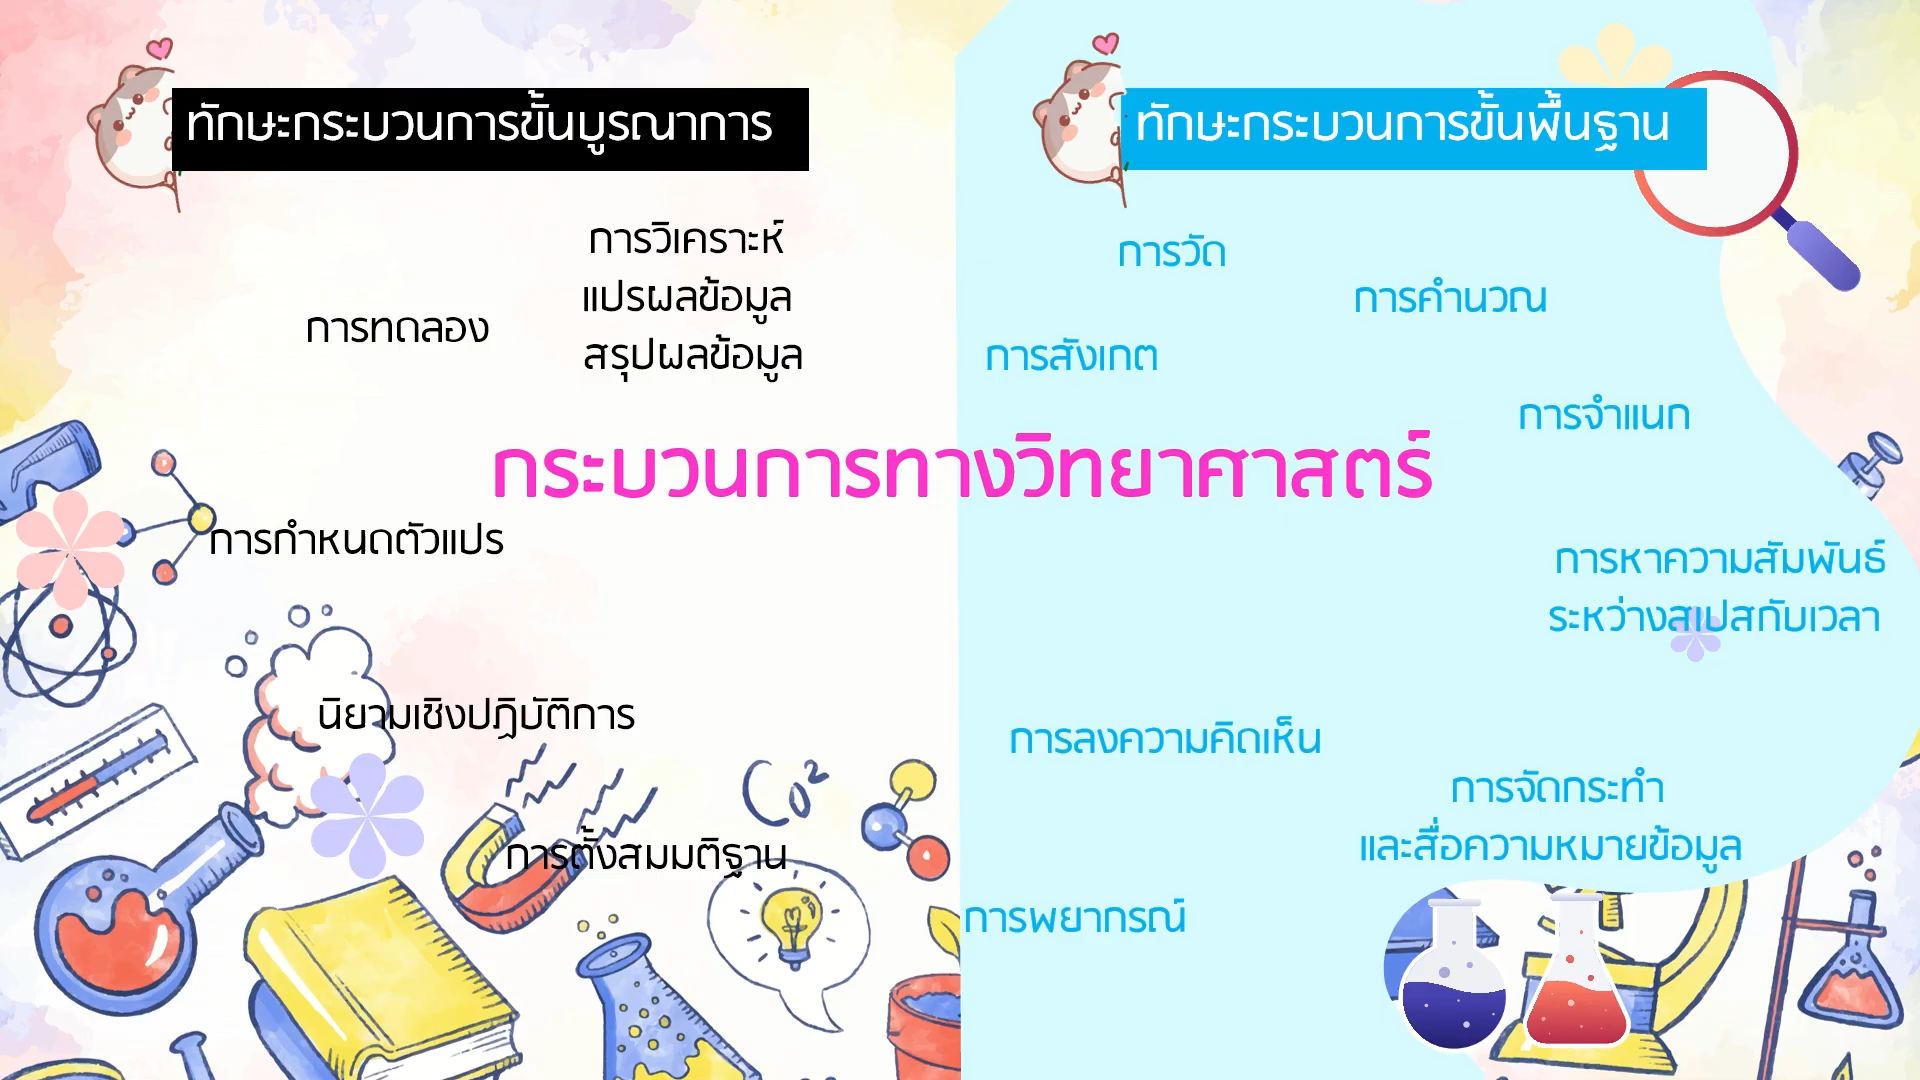 ทักษะกระบวนการขั้นบูรณาการ
การวิเคราะห์
แปรผลข้อมูล
สรุปผลข้อมูล
การทดลอง
การกำหนดตัวแปร
นิยามเชิงปฏิบัติการ
การตั้งสมมติฐาน
Co²
กระบวนการทางวิทยาศาสตร์
ทักษะกระบวนการขั้นพื้นฐาน
การวัด
การคำนวณ
การสังเกต
การจำแนก
การหาความสัมพันธ์
ระหว่างสเปสกับเวลา
การลงความคิดเห็น
การจัดกระทำ
และสื่อความหมายข้อมูล
การพยากรณ์